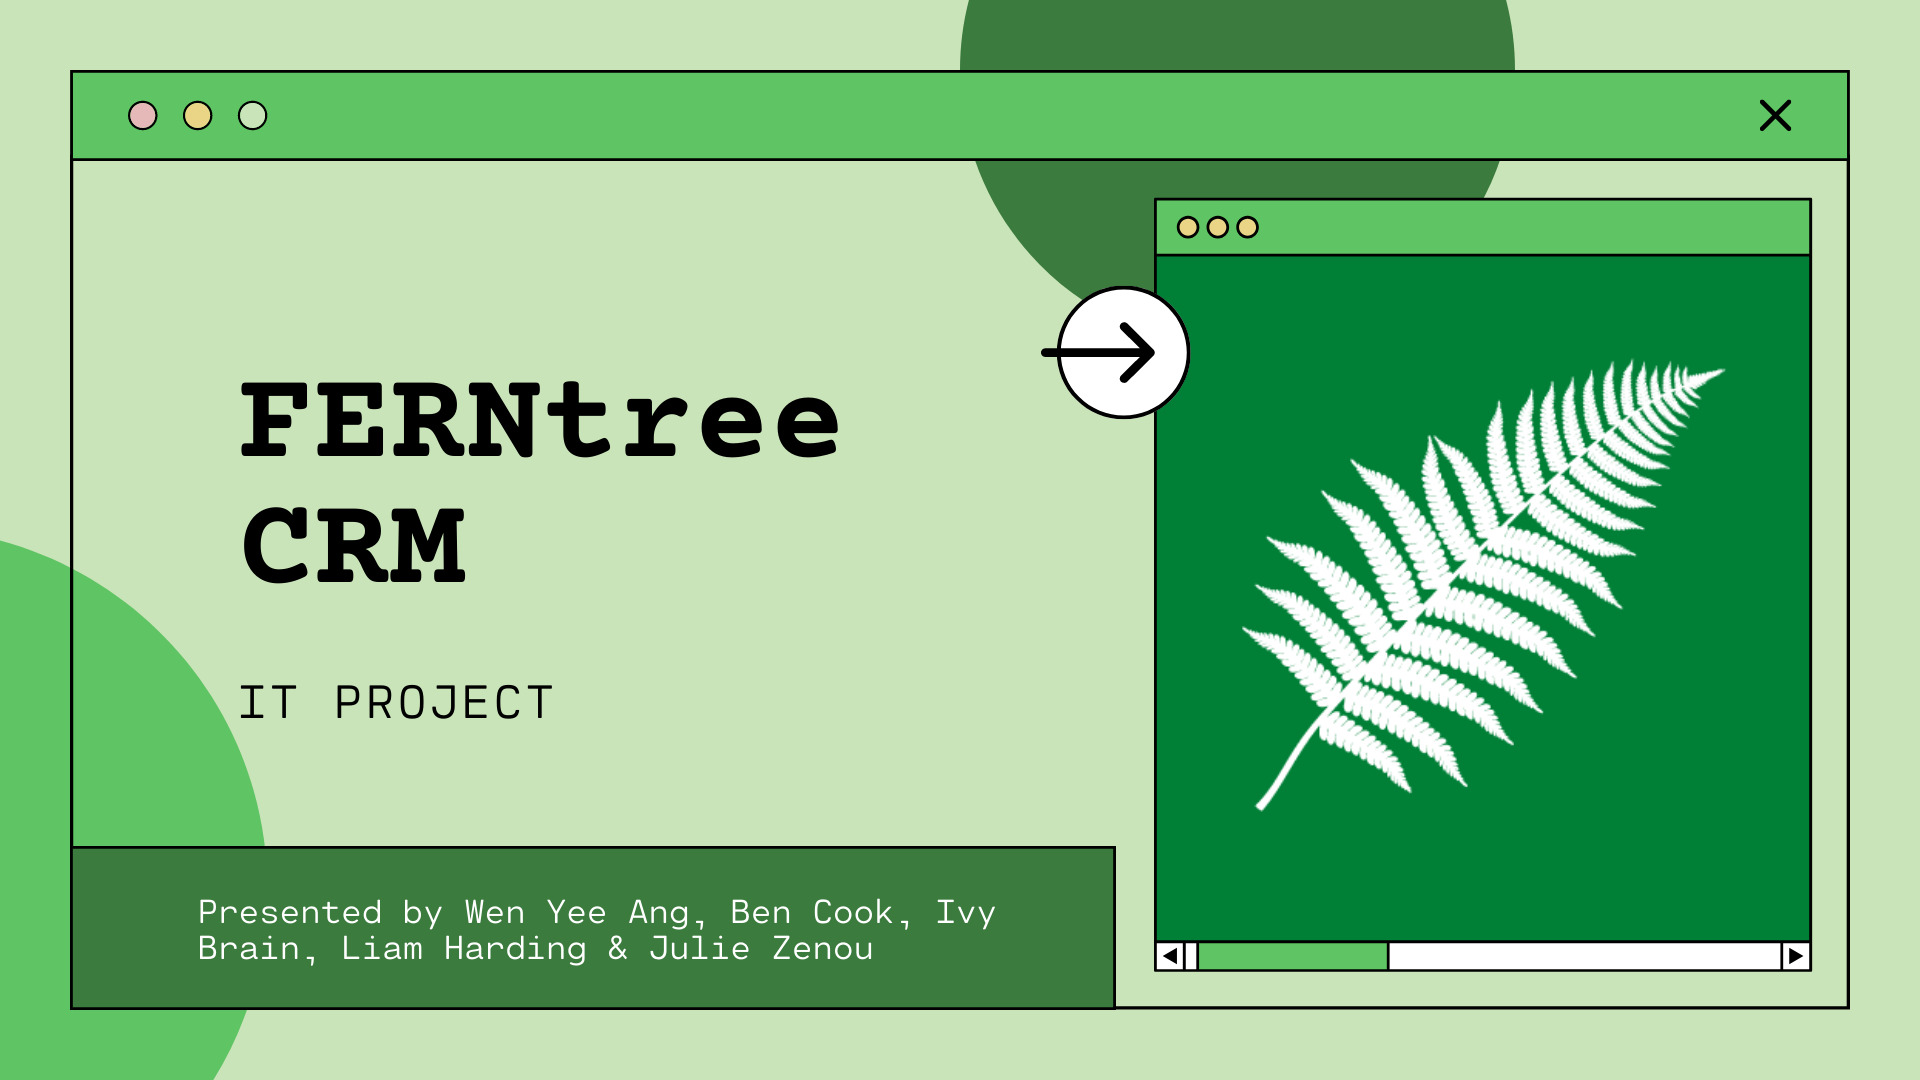 FERNtree
CRM
IT PROJECT
Presented by Wen Yee Ang, Ben Cook, Ivy
Brain, Liam Harding & Julie Zenou